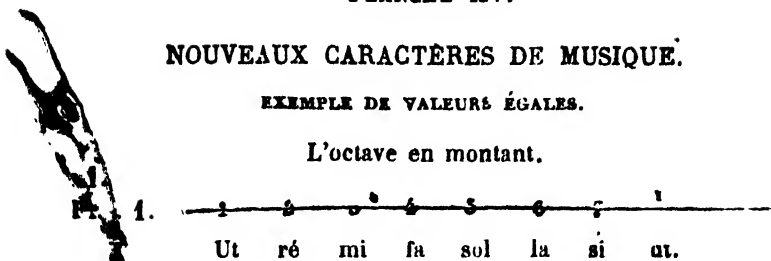 NOUVEAUX CARACTÈRES DE MUSIQUE.
EXEMPLE DE VALEURS ÉGALES.
L'octave en montant.
1. 1 2 3 4 5 6 7 1
Ut ré mi fa sol la si ut.